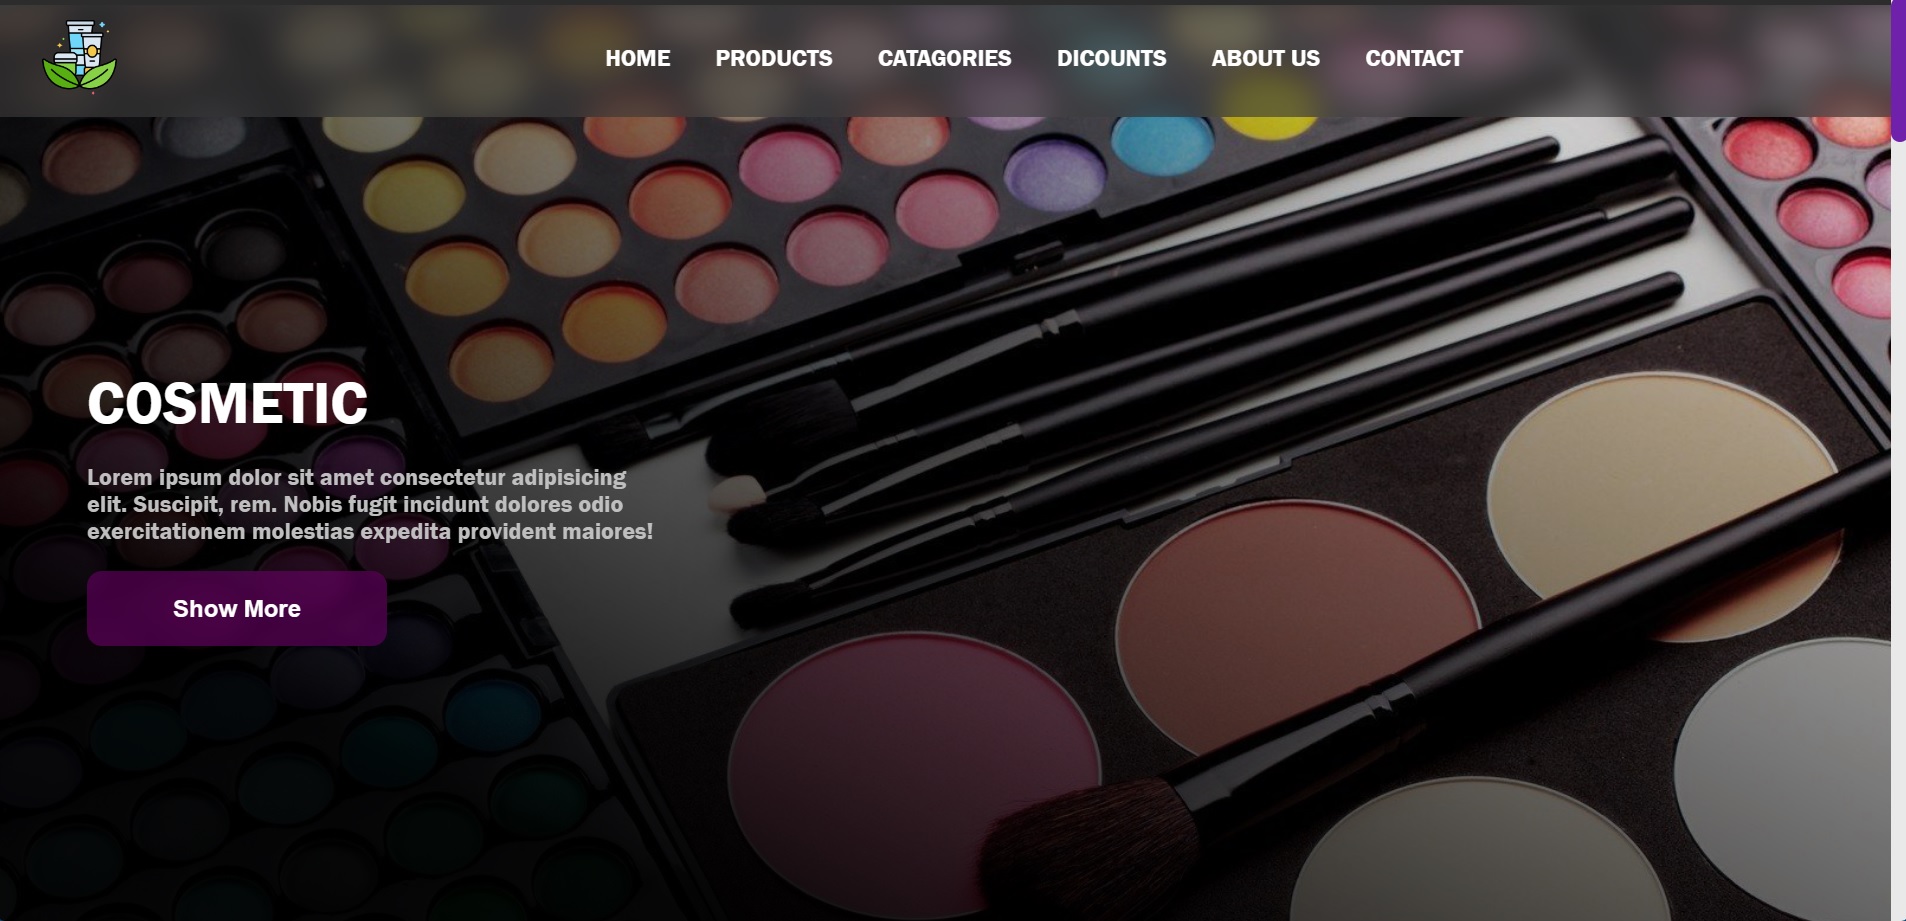 HOME PRODUCTS CATAGORIES DICOUNTS ABOUT US CONTACT
COSMETIC
Lorem ipsum dolor sit amet consectetur adipisicing
elit. Suscipit, rem. Nobis fugit incidunt dolores odio
exercitationem molestias expedita provident maiores!
Show More